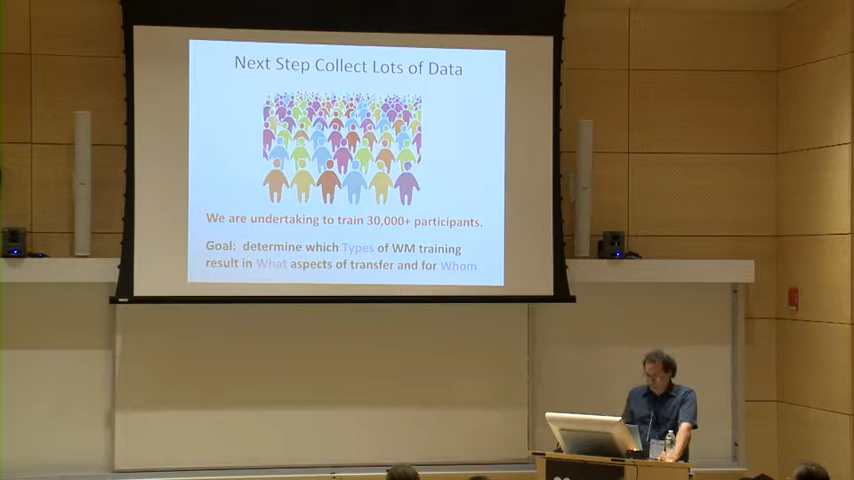 Next Step Collect Lots of Data
We are undertaking to train 30,000+ participants.
Goal: determine which Types of WM training
result in What aspects of transfer and for Whom